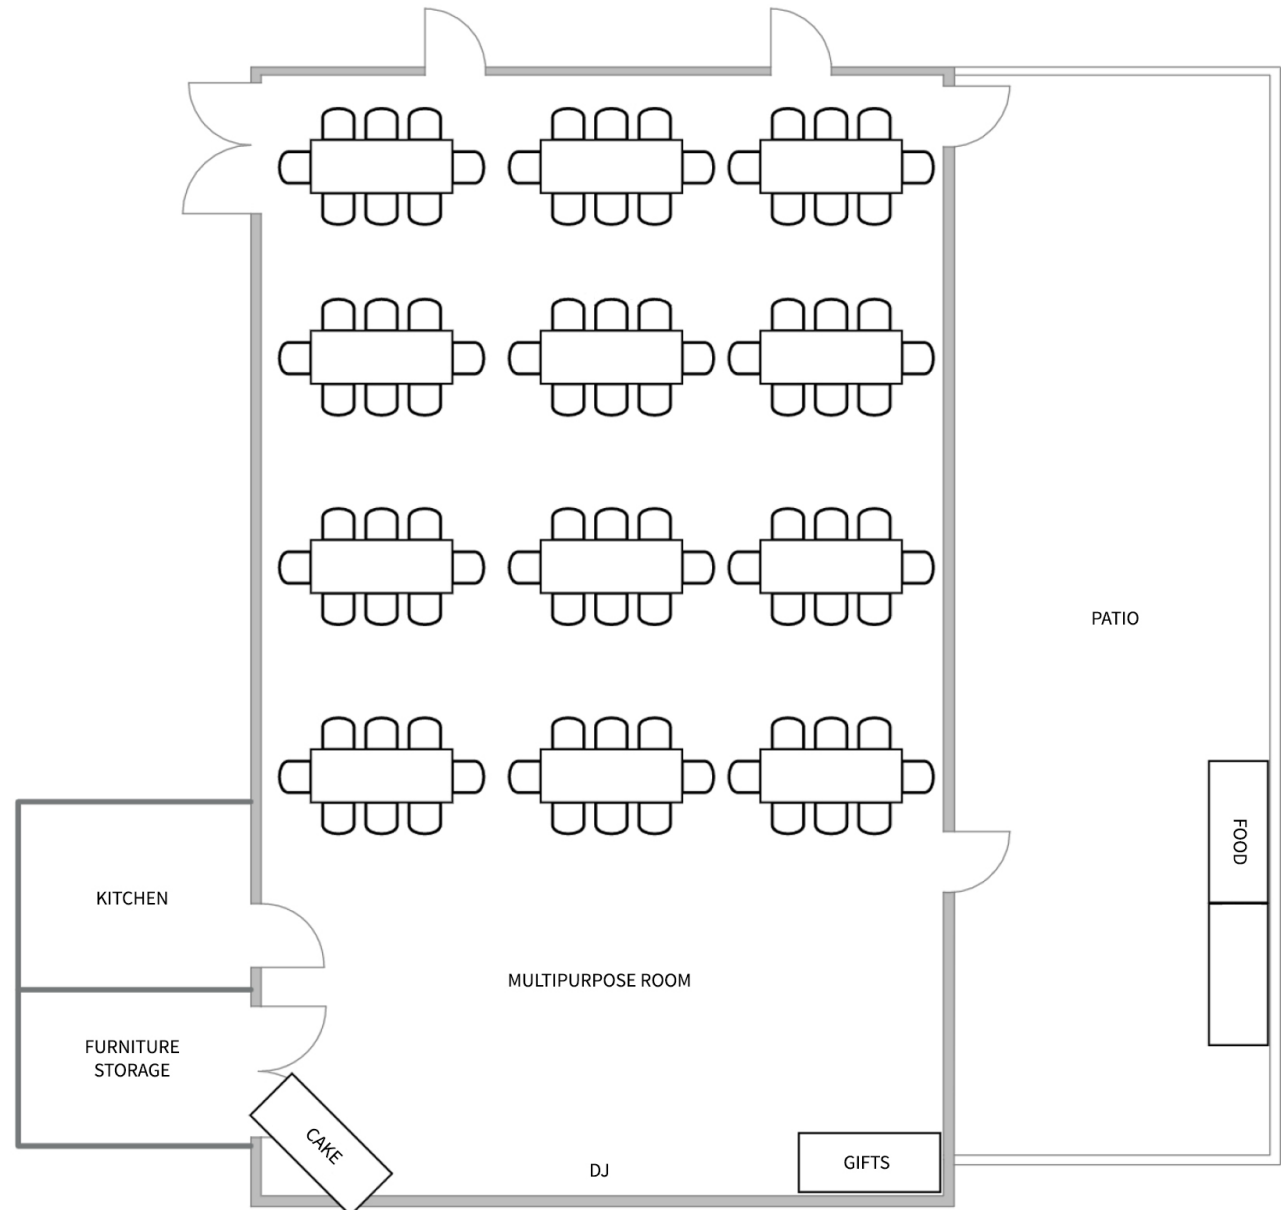 PATIO
FOOD
KITCHEN
MULTIPURPOSE ROOM
FURNITURE
STORAGE
CAKE
DJ
GIFTS